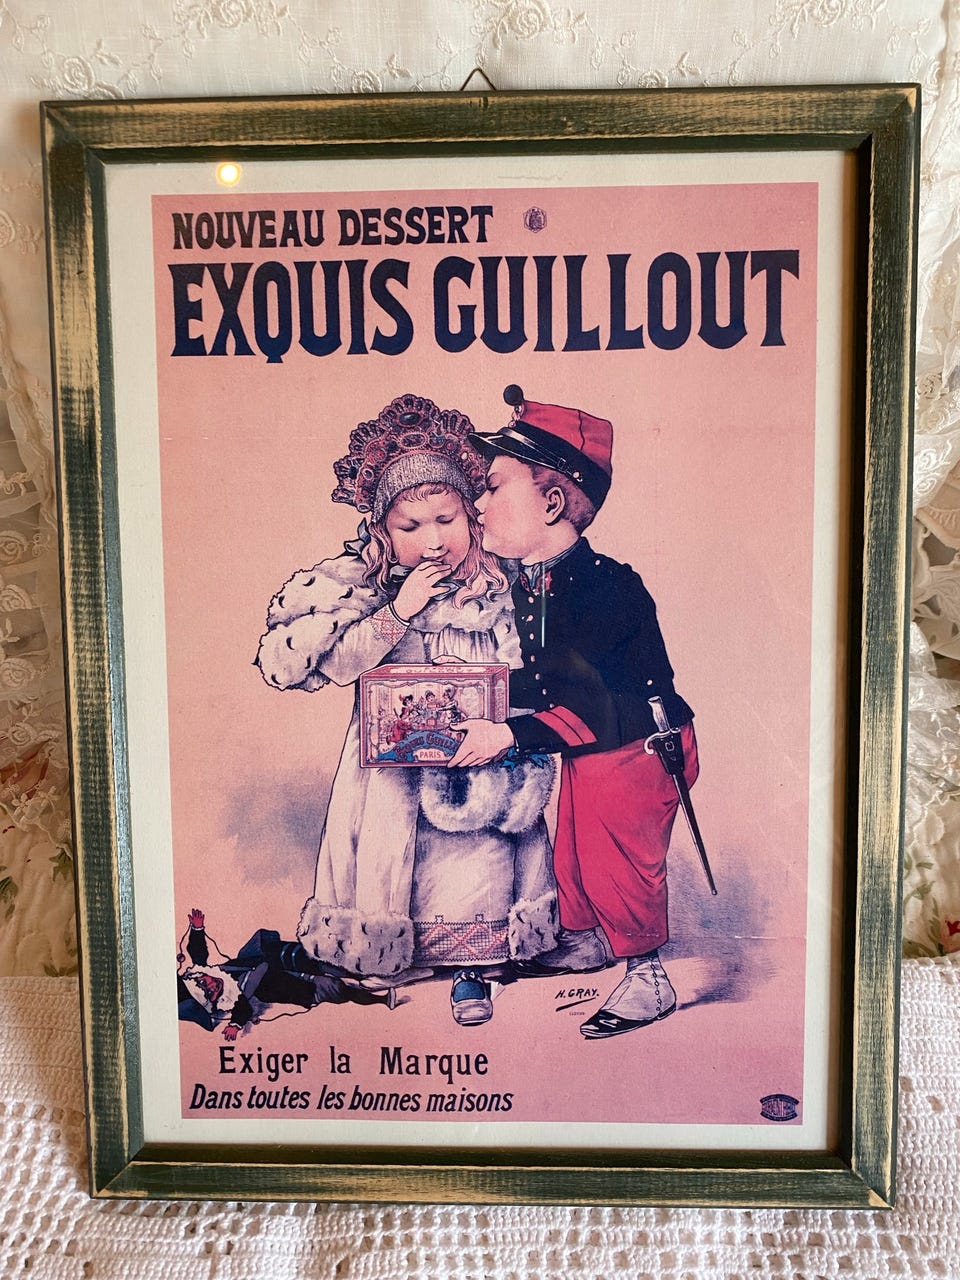 NOUVEAU DESSERT
EXQUIS GUILLOUT
PARIS
H. GRAY.
Exiger la Marque
Dans toutes les bonnes maisons